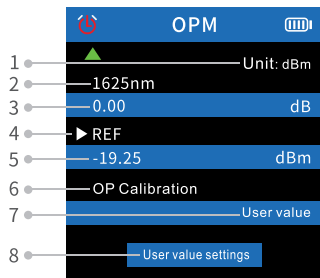 OPM
1 Unit: dBm
2 1625nm
3 0.00 dB
4 REF
5 -19.25 dBm
6 OP Calibration
7 User value
8 User value settings